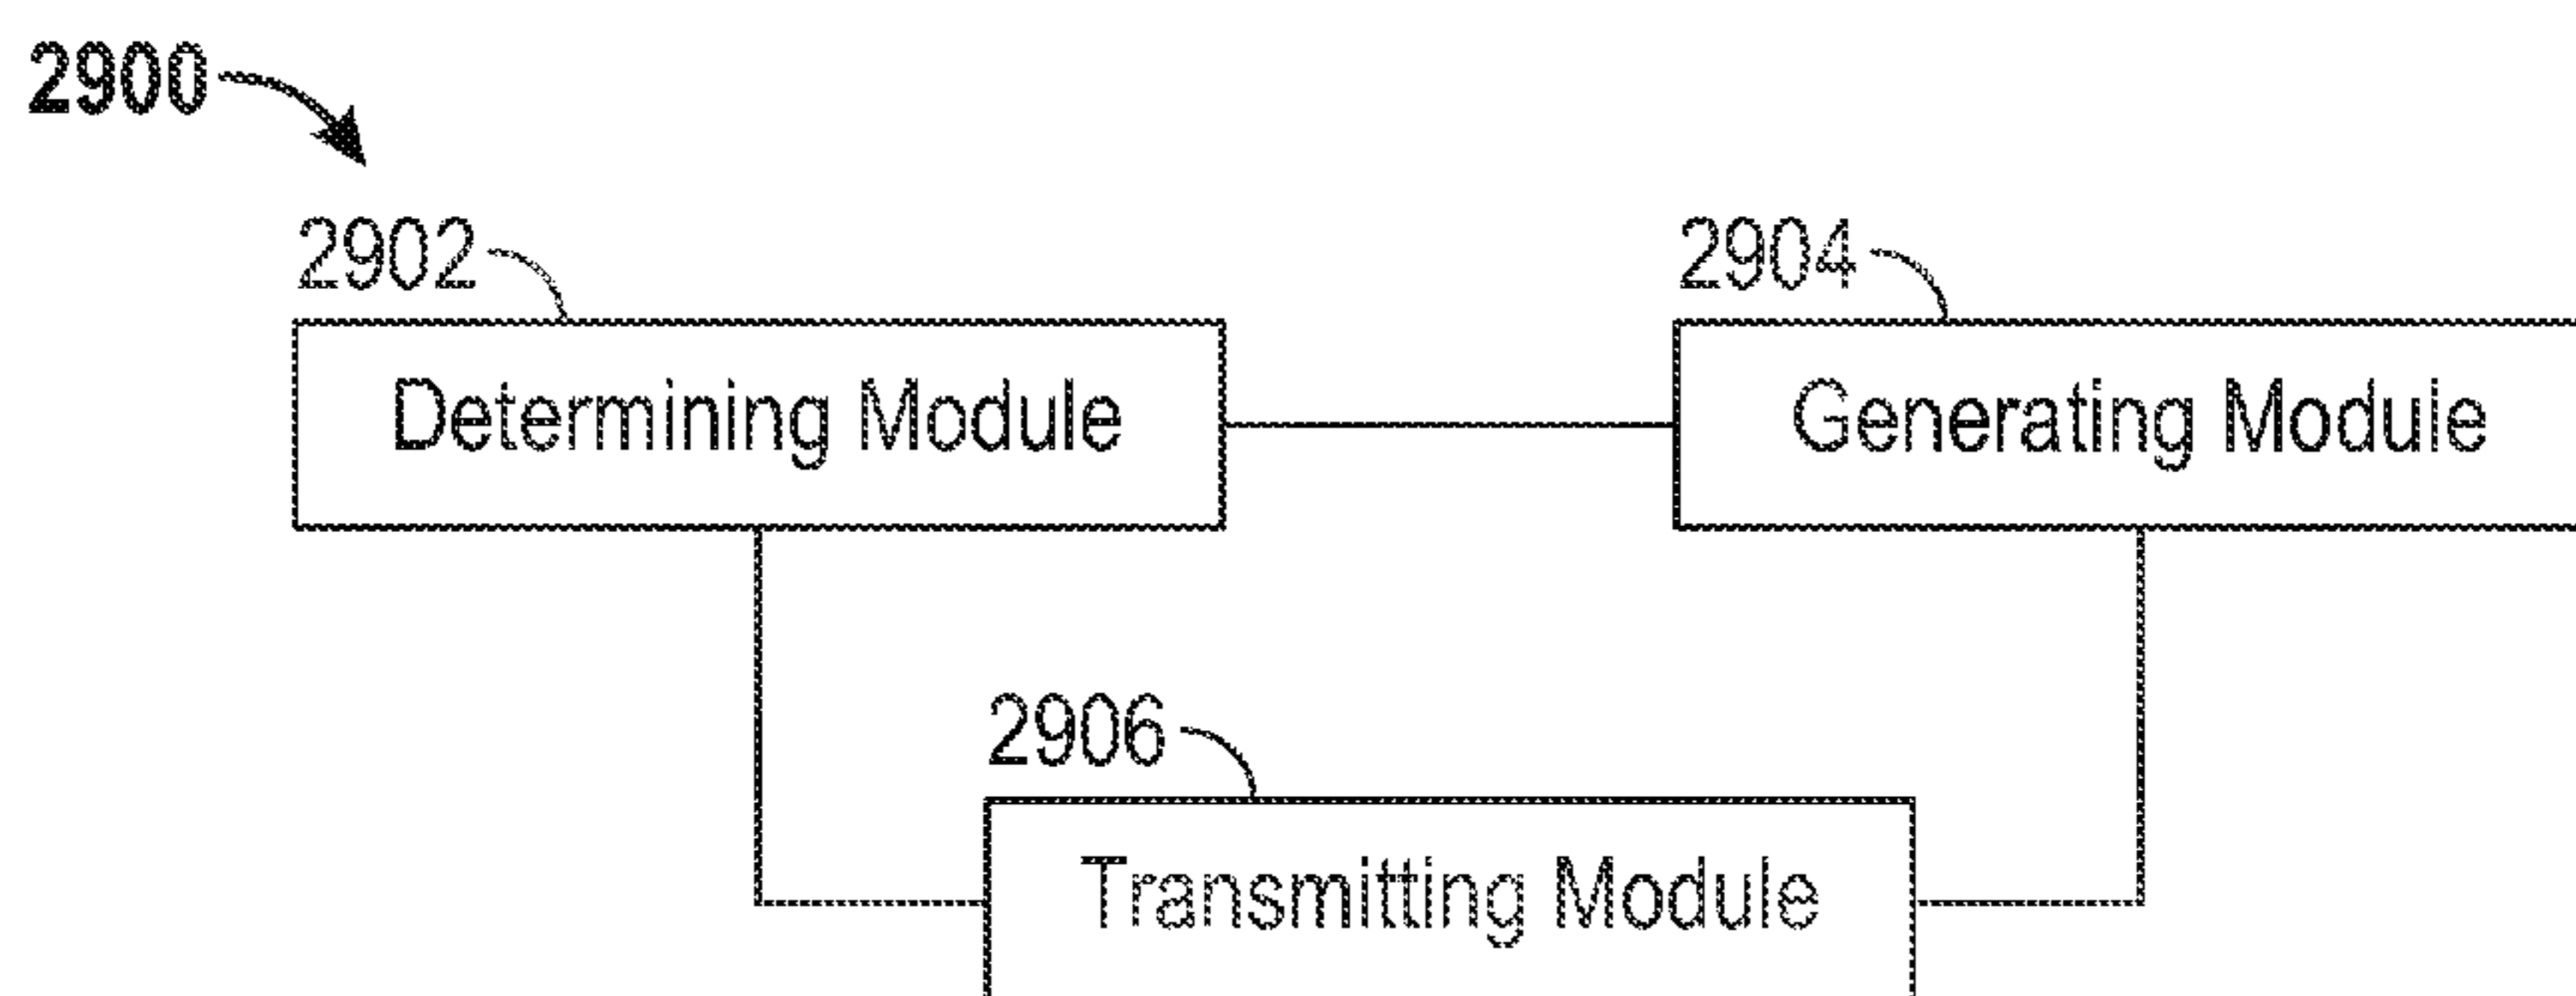 2900
2902
2904
Determining Module
Generating Module
2906
Transmitting Module